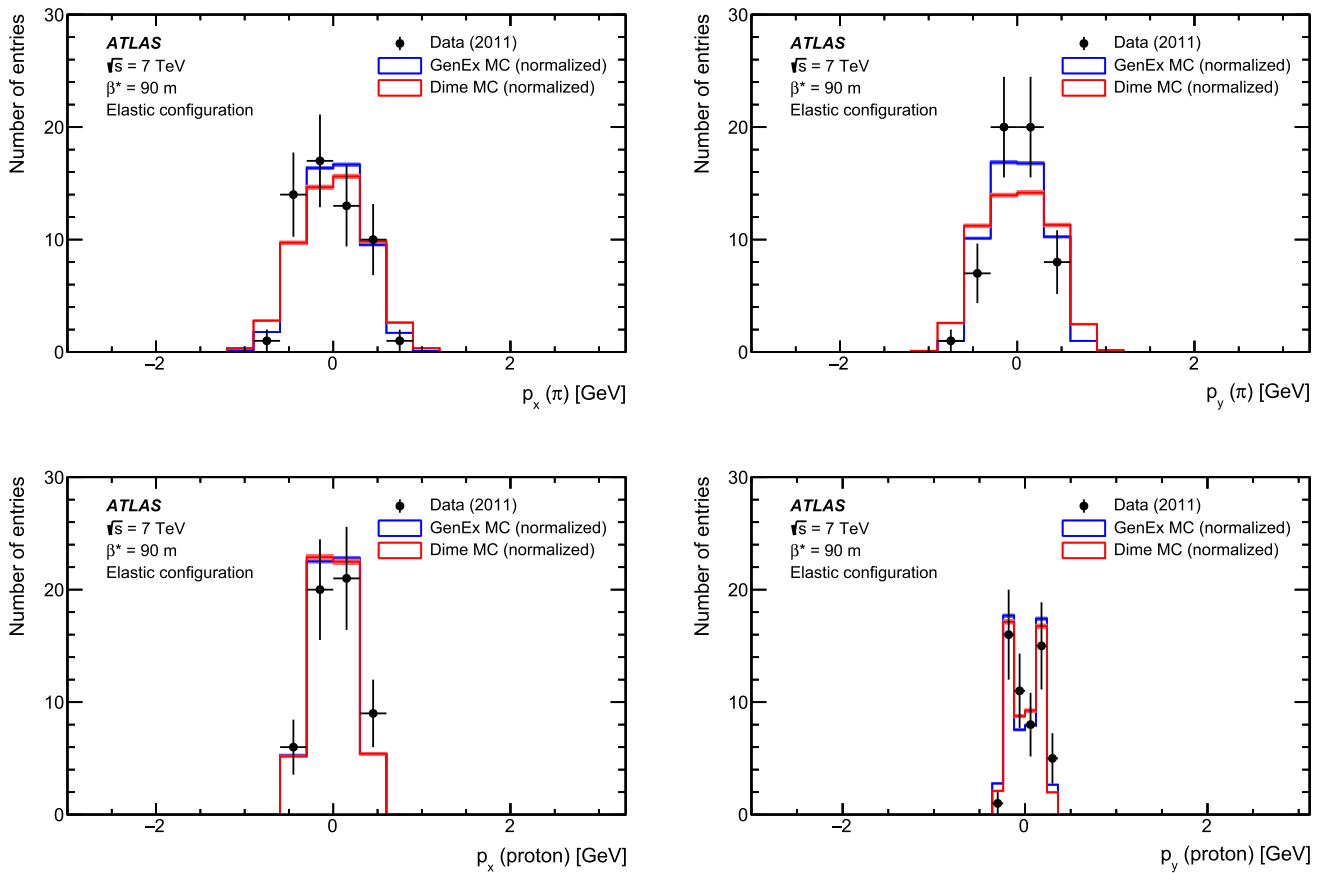 Number of entries
30
20
10
0
ATLAS
√s = 7 TeV
β* = 90 m
Elastic configuration
Data (2011)
GenEx MC (normalized)
Dime MC (normalized)
−2 0 2
p_x (π) [GeV]
Number of entries
30
20
10
0
ATLAS
√s = 7 TeV
β* = 90 m
Elastic configuration
Data (2011)
GenEx MC (normalized)
Dime MC (normalized)
−2 0 2
p_y (π) [GeV]
Number of entries
30
20
10
0
ATLAS
√s = 7 TeV
β* = 90 m
Elastic configuration
Data (2011)
GenEx MC (normalized)
Dime MC (normalized)
−2 0 2
p_x (proton) [GeV]
Number of entries
30
20
10
0
ATLAS
√s = 7 TeV
β* = 90 m
Elastic configuration
Data (2011)
GenEx MC (normalized)
Dime MC (normalized)
−2 0 2
p_y (proton) [GeV]